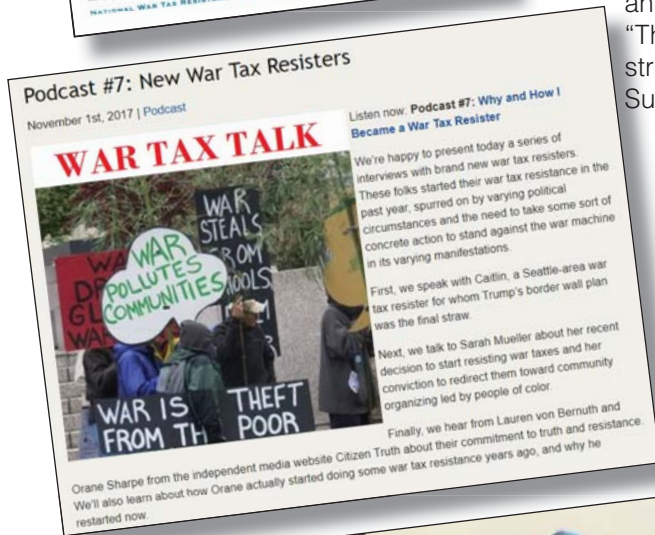 NATIONAL WAR TAX RESIS
an
"Th
str
Su
Podcast #7: New War Tax Resisters
November 1st, 2017 | Podcast
WAR TAX TALK
WAR
STEALS
ROM
OOLS
WAR
POLLUTES
COMMUNITIES
WA
D
GL
WAR
WAR IS THEFT
FROM TH POOR
Listen now: Podcast #7: Why and How I
Became a War Tax Resister
We're happy to present today a series of
interviews with brand new war tax resisters.
These folks started their war tax resistance in the
past year, spurred on by varying political
circumstances and the need to take some sort of
concrete action to stand against the war machine
in its varying manifestations.
First, we speak with Caitlin, a Seattle-area war
tax resister for whom Trump's border wall plan
was the final straw.
Next, we talk to Sarah Mueller about her recent
decision to start resisting war taxes and her
conviction to redirect them toward community
organizing led by people of color.
Finally, we hear from Lauren von Bernuth and
Orane Sharpe from the independent media website Citizen Truth about their commitment to truth and resistance.
We'll also learn about how Orane actually started doing some war tax resistance years ago, and why he
restarted now.